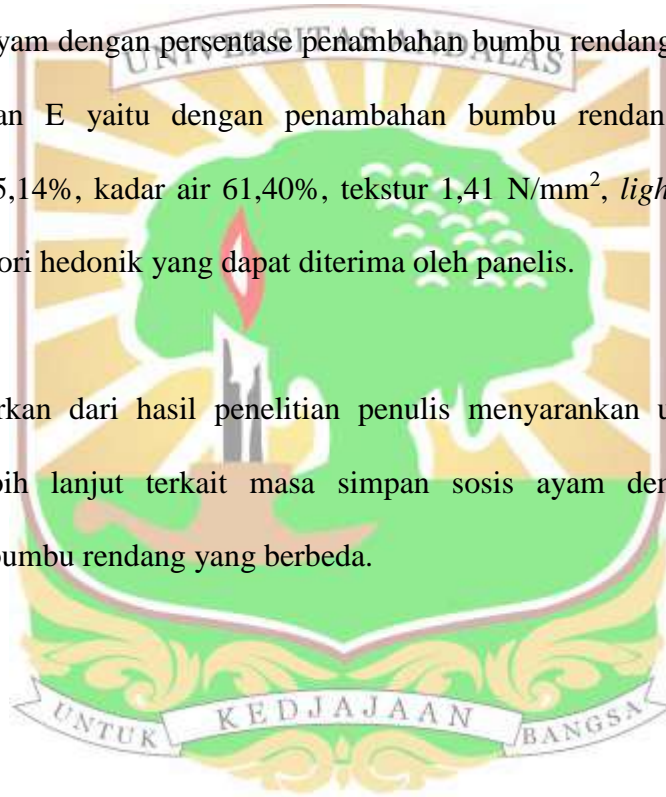 yam dengan persentase penambahan bumbu rendang
UNIVERSITAS ANDALAS
an E yaitu dengan penambahan bumbu rendan
5,14%, kadar air 61,40%, tekstur 1,41 N/mm², ligh
ori hedonik yang dapat diterima oleh panelis.
rkan dari hasil penelitian penulis menyarankan u
bih lanjut terkait masa simpan sosis ayam den
bumbu rendang yang berbeda.
UNTUK KEDJAJAAN BANGSA